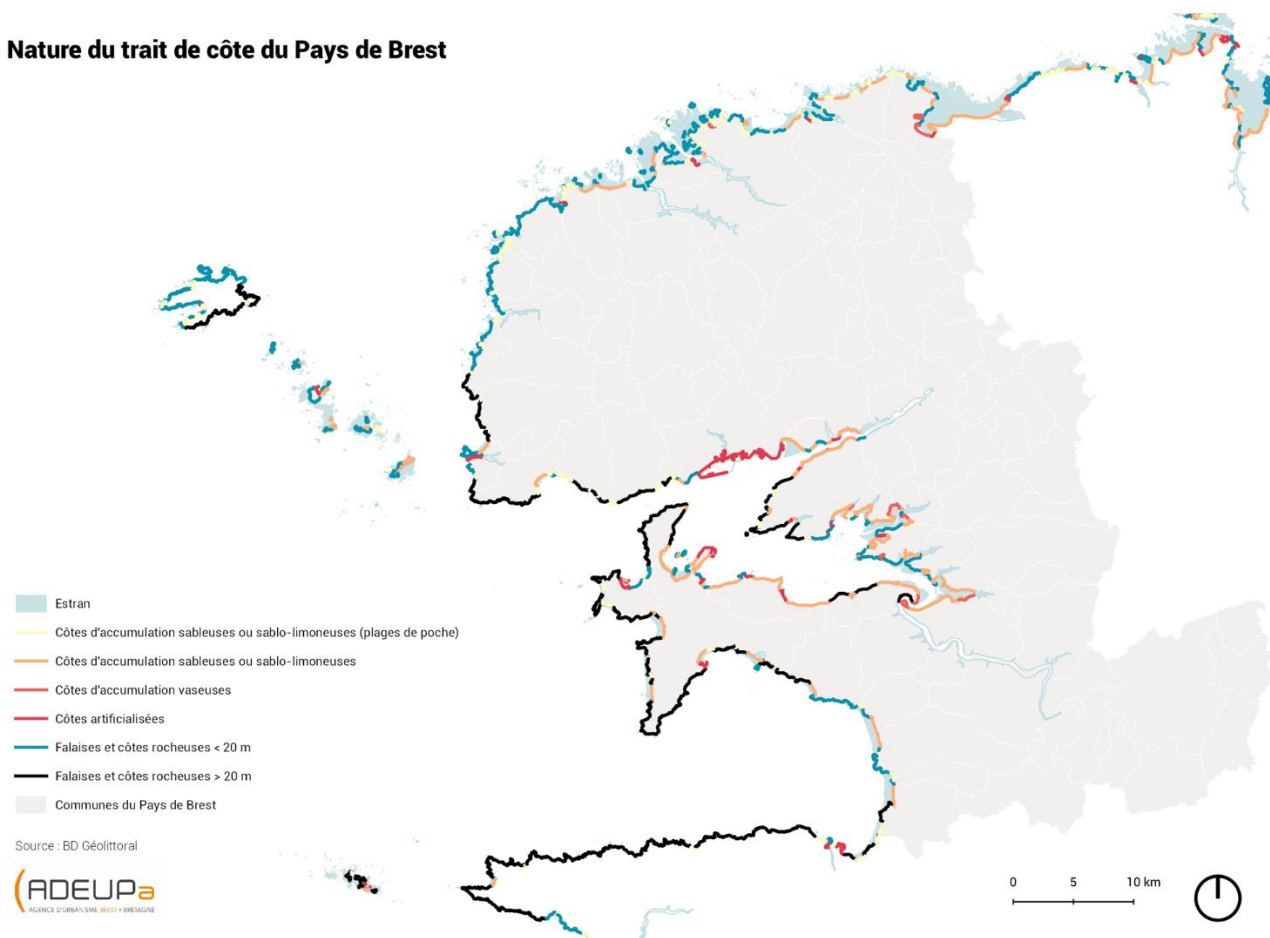 Nature du trait de côte du Pays de Brest
Estran
Côtes d'accumulation sableuses ou sablo-limoneuses (plages de poche)
Côtes d'accumulation sableuses ou sablo-limoneuses
Côtes d'accumulation vaseuses
Côtes artificialisées
Falaises et côtes rocheuses < 20 m
Falaises et côtes rocheuses > 20 m
Communes du Pays de Brest
Source : BD Géolittoral
ADEUPa
AGENCE D'URBANISME BREST • BRETAGNE
0 5 10 km